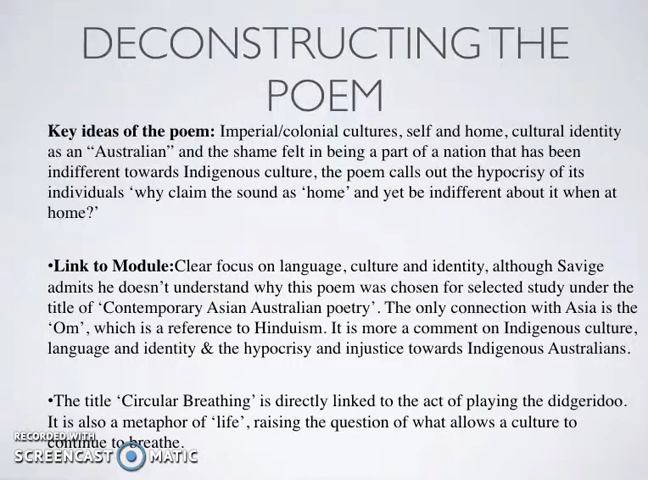 DECONSTRUCTING THE
POEM
Key ideas of the poem: Imperial/colonial cultures, self and home, cultural identity
as an “Australian” and the shame felt in being a part of a nation that has been
indifferent towards Indigenous culture, the poem calls out the hypocrisy of its
individuals ‘why claim the sound as ‘home’ and yet be indifferent about it when at
home?’
•Link to Module:Clear focus on language, culture and identity, although Savige
admits he doesn’t understand why this poem was chosen for selected study under the
title of ‘Contemporary Asian Australian poetry’. The only connection with Asia is the
‘Om’, which is a reference to Hinduism. It is more a comment on Indigenous culture,
language and identity & the hypocrisy and injustice towards Indigenous Australians.
•The title ‘Circular Breathing’ is directly linked to the act of playing the didgeridoo.
It is also a metaphor of ‘life’, raising the question of what allows a culture to
continue to breathe.
RECORDED WITH
SCREENCAST MATIC